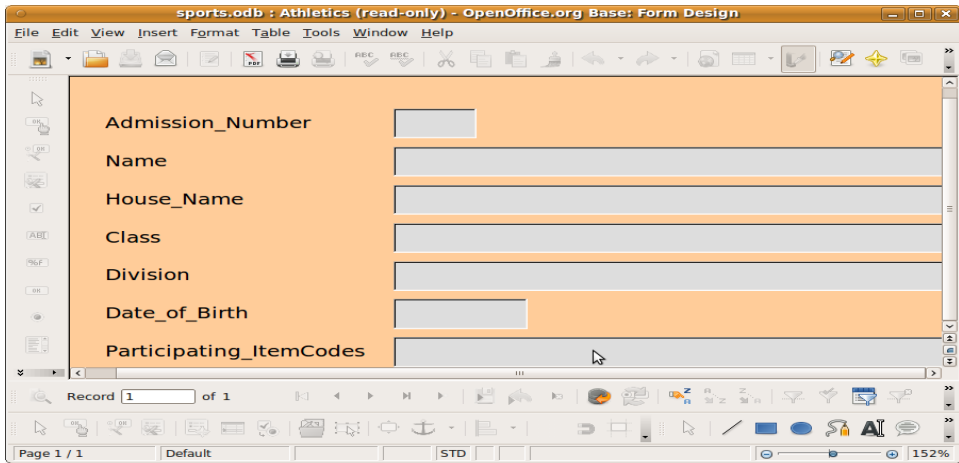 sports.odb : Athletics (read-only) - OpenOffice.org Base: Form Design
File Edit View Insert Format Table Tools Window Help
Admission_Number
Name
House_Name
Class
Division
Date_of_Birth
Participating_ItemCodes
Record 1 of 1
Page 1 / 1 Default STD 152%